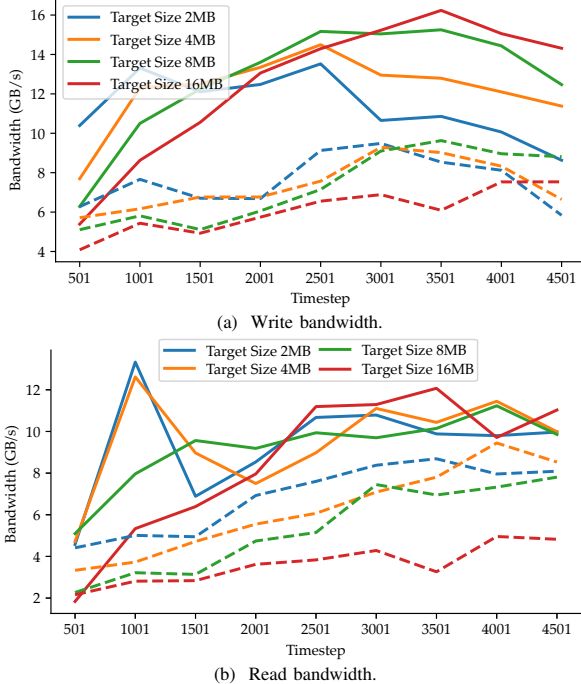 16
14
12
10
8
6
4
Bandwidth (GB/s)
Target Size 2MB
Target Size 4MB
Target Size 8MB
Target Size 16MB
501 1001 1501 2001 2501 3001 3501 4001 4501
Timestep
(a) Write bandwidth.
Target Size 2MB Target Size 8MB
Target Size 4MB Target Size 16MB
12
10
8
6
4
2
Bandwidth (GB/s)
501 1001 1501 2001 2501 3001 3501 4001 4501
Timestep
(b) Read bandwidth.